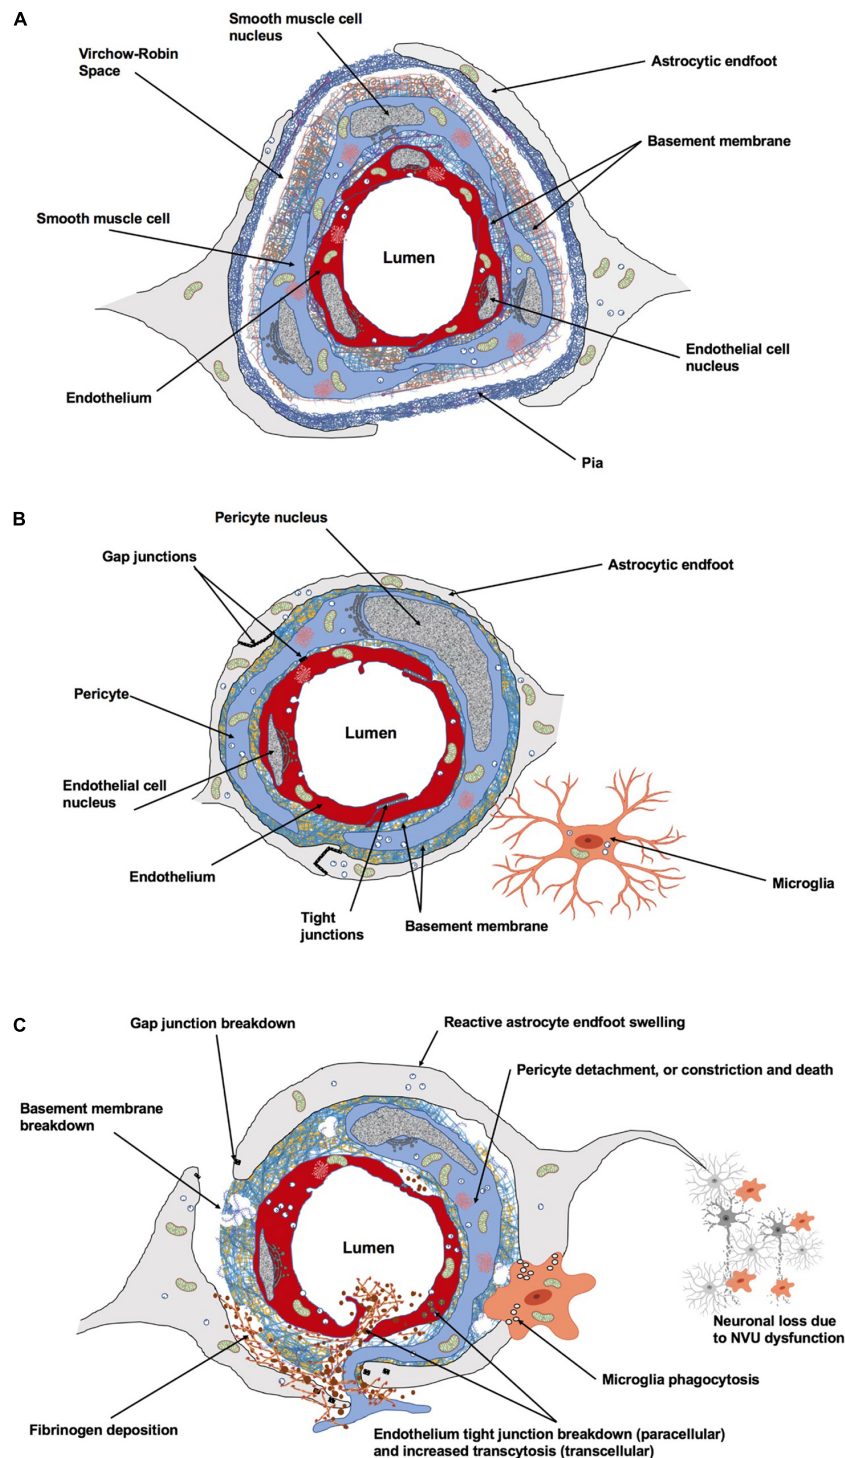 A
Smooth muscle cell
nucleus
Virchow-Robin
Space
Astrocytic endfoot
Basement membrane
Smooth muscle cell
Lumen
Endothelial cell
nucleus
Endothelium
Pia
B
Pericyte nucleus
Gap junctions
Astrocytic endfoot
Pericyte
Lumen
Endothelial cell
nucleus
Endothelium
Microglia
Tight
junctions
Basement membrane
C
Gap junction breakdown
Reactive astrocyte endfoot swelling
Pericyte detachment, or constriction and death
Basement membrane
breakdown
Lumen
Neuronal loss due
to NVU dysfunction
Microglia phagocytosis
Fibrinogen deposition
Endothelium tight junction breakdown (paracellular)
and increased transcytosis (transcellular)